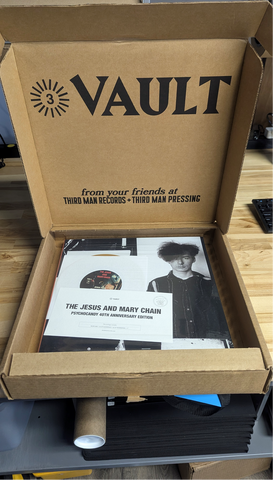 3 VAULT
from your friends at
THIRD MAN RECORDS + THIRD MAN PRESSING
THE JESUS AND MARY CHAIN
PSYCHOCANDY 40TH ANNIVERSARY EDITION